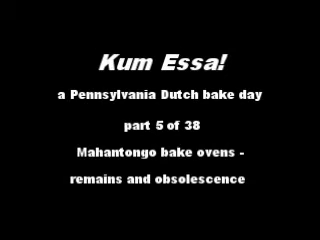 Kum Essa!
a Pennsylvania Dutch bake day
part 5 of 38
Mahantongo bake ovens -
remains and obsolescence